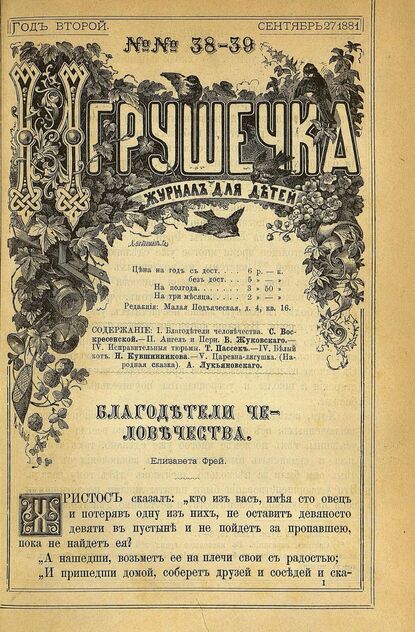 ГОДЪ ВТОРОЙ. СЕНТЯБРЬ 27 1881
№№ 38–39
ИГРУШЕЧКА
ЖУРНАЛЪ ДЛЯ ДѢТЕЙ
Цѣна на годъ съ дост. . . . . 6 р. – к.
безъ дост. . . . 5 » – »
На полгода. . . . . . . 3 » 50 »
На три мѣсяца. . . . . . 2 » – »
Редакція: Малая Подъяческая, д. 4, кв. 16.
СОДЕРЖАНІЕ: I. Благодѣтели человѣчества. С. Вос-
кресенской.—II. Ангелъ и Пери. В. Жуковскаго.—
IV. Исправительныя тюрьмы. Т. Пассекъ.—IV. Бѣлый
котъ. Н. Кувшинникова.—V. Царевна-лягушка. (На-
родная сказка). А. Лукьяновскаго.
БЛАГОДѢТЕЛИ ЧЕ-
ЛОВѢЧЕСТВА.
Елизавета Фрей.
ХРИСТОСЪ сказалъ: „кто изъ васъ, имѣя сто овецъ
и потерявъ одну изъ нихъ, не оставитъ девяносто
девяти въ пустынѣ и не пойдетъ за пропавшею,
пока не найдетъ ея?
„А нашедши, возьметъ ее на плечи свои съ радостью;
„И пришедши домой, соберетъ друзей и сосѣдей и ска-
1